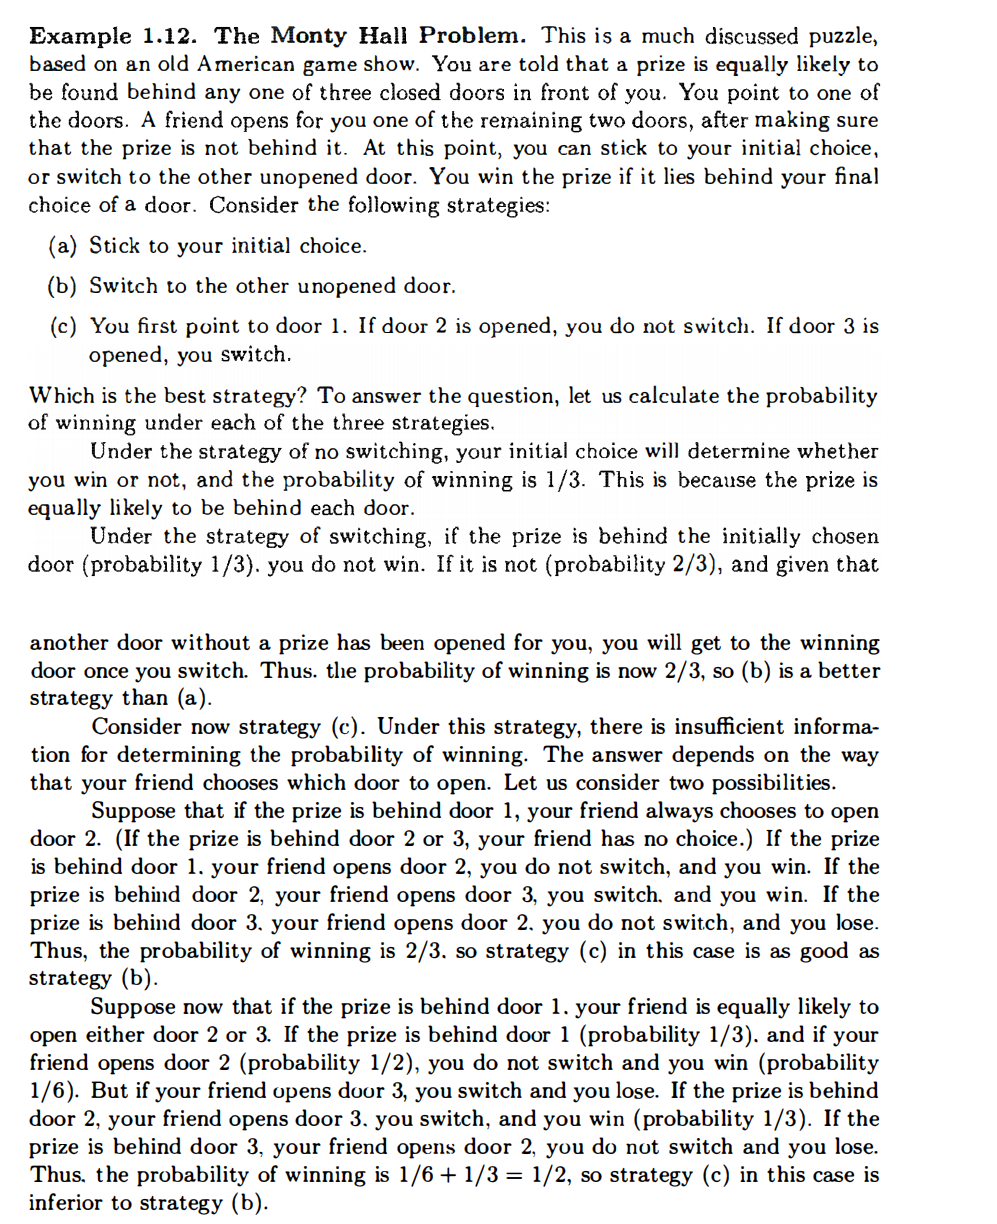 Example 1.12. The Monty Hall Problem. This is a much discussed puzzle,
based on an old American game show. You are told that a prize is equally likely to
be found behind any one of three closed doors in front of you. You point to one of
the doors. A friend opens for you one of the remaining two doors, after making sure
that the prize is not behind it. At this point, you can stick to your initial choice,
or switch to the other unopened door. You win the prize if it lies behind your final
choice of a door. Consider the following strategies:
(a) Stick to your initial choice.
(b) Switch to the other unopened door.
(c) You first point to door 1. If door 2 is opened, you do not switch. If door 3 is
opened, you switch.
Which is the best strategy? To answer the question, let us calculate the probability
of winning under each of the three strategies.
Under the strategy of no switching, your initial choice will determine whether
you win or not, and the probability of winning is 1/3. This is because the prize is
equally likely to be behind each door.
Under the strategy of switching, if the prize is behind the initially chosen
door (probability 1/3). you do not win. If it is not (probability 2/3), and given that
another door without a prize has been opened for you, you will get to the winning
door once you switch. Thus. the probability of winning is now 2/3, so (b) is a better
strategy than (a).
Consider now strategy (c). Under this strategy, there is insufficient informa-
tion for determining the probability of winning. The answer depends on the way
that your friend chooses which door to open. Let us consider two possibilities.
Suppose that if the prize is behind door 1, your friend always chooses to open
door 2. (If the prize is behind door 2 or 3, your friend has no choice.) If the prize
is behind door 1. your friend opens door 2, you do not switch, and you win. If the
prize is behind door 2, your friend opens door 3, you switch. and you win. If the
prize is behind door 3. your friend opens door 2. you do not switch, and you lose.
Thus, the probability of winning is 2/3. so strategy (c) in this case is as good as
strategy (b).
Suppose now that if the prize is behind door 1. your friend is equally likely to
open either door 2 or 3. If the prize is behind door 1 (probability 1/3). and if your
friend opens door 2 (probability 1/2), you do not switch and you win (probability
1/6). But if your friend opens door 3, you switch and you lose. If the prize is behind
door 2, your friend opens door 3. you switch, and you win (probability 1/3). If the
prize is behind door 3, your friend opens door 2, you do not switch and you lose.
Thus. the probability of winning is 1/6 + 1/3 = 1/2, so strategy (c) in this case is
inferior to strategy (b).